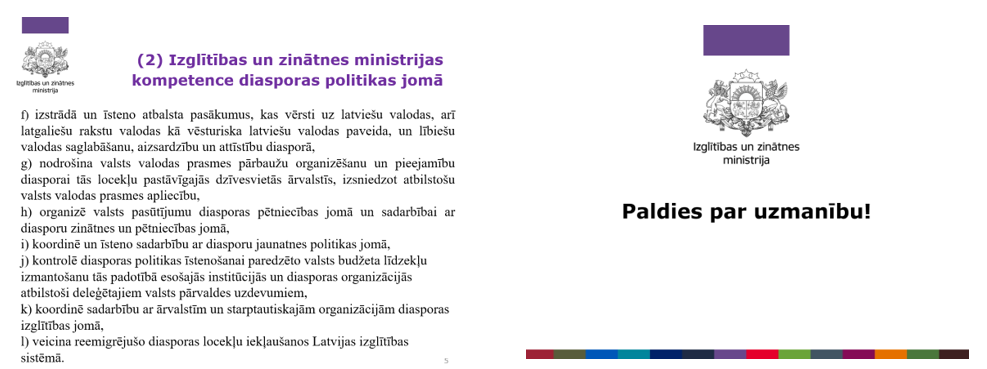 Izglītības un zinātnes
ministrija
(2) Izglītības un zinātnes ministrijas
kompetence diasporas politikas jomā
f) izstrādā un īsteno atbalsta pasākumus, kas vērsti uz latviešu valodas, arī
latgaliešu rakstu valodas kā vēsturiska latviešu valodas paveida, un lībiešu
valodas saglabāšanu, aizsardzību un attīstību diasporā,
g) nodrošina valsts valodas prasmes pārbaužu organizēšanu un pieejamību
diasporai tās locekļu pastāvīgajās dzīvesvietās ārvalstīs, izsniedzot atbilstošu
valsts valodas prasmes apliecību,
h) organizē valsts pasūtījumu diasporas pētniecības jomā un sadarbībai ar
diasporu zinātnes un pētniecības jomā,
i) koordinē un īsteno sadarbību ar diasporu jaunatnes politikas jomā,
j) kontrolē diasporas politikas īstenošanai paredzēto valsts budžeta līdzekļu
izmantošanu tās padotībā esošajās institūcijās un diasporas organizācijās
atbilstoši deleģētajiem valsts pārvaldes uzdevumiem,
k) koordinē sadarbību ar ārvalstīm un starptautiskajām organizācijām diasporas
izglītības jomā,
l) veicina reemigrējušo diasporas locekļu iekļaušanos Latvijas izglītības
sistēmā.
5
Izglītības un zinātnes
ministrija
Paldies par uzmanību!